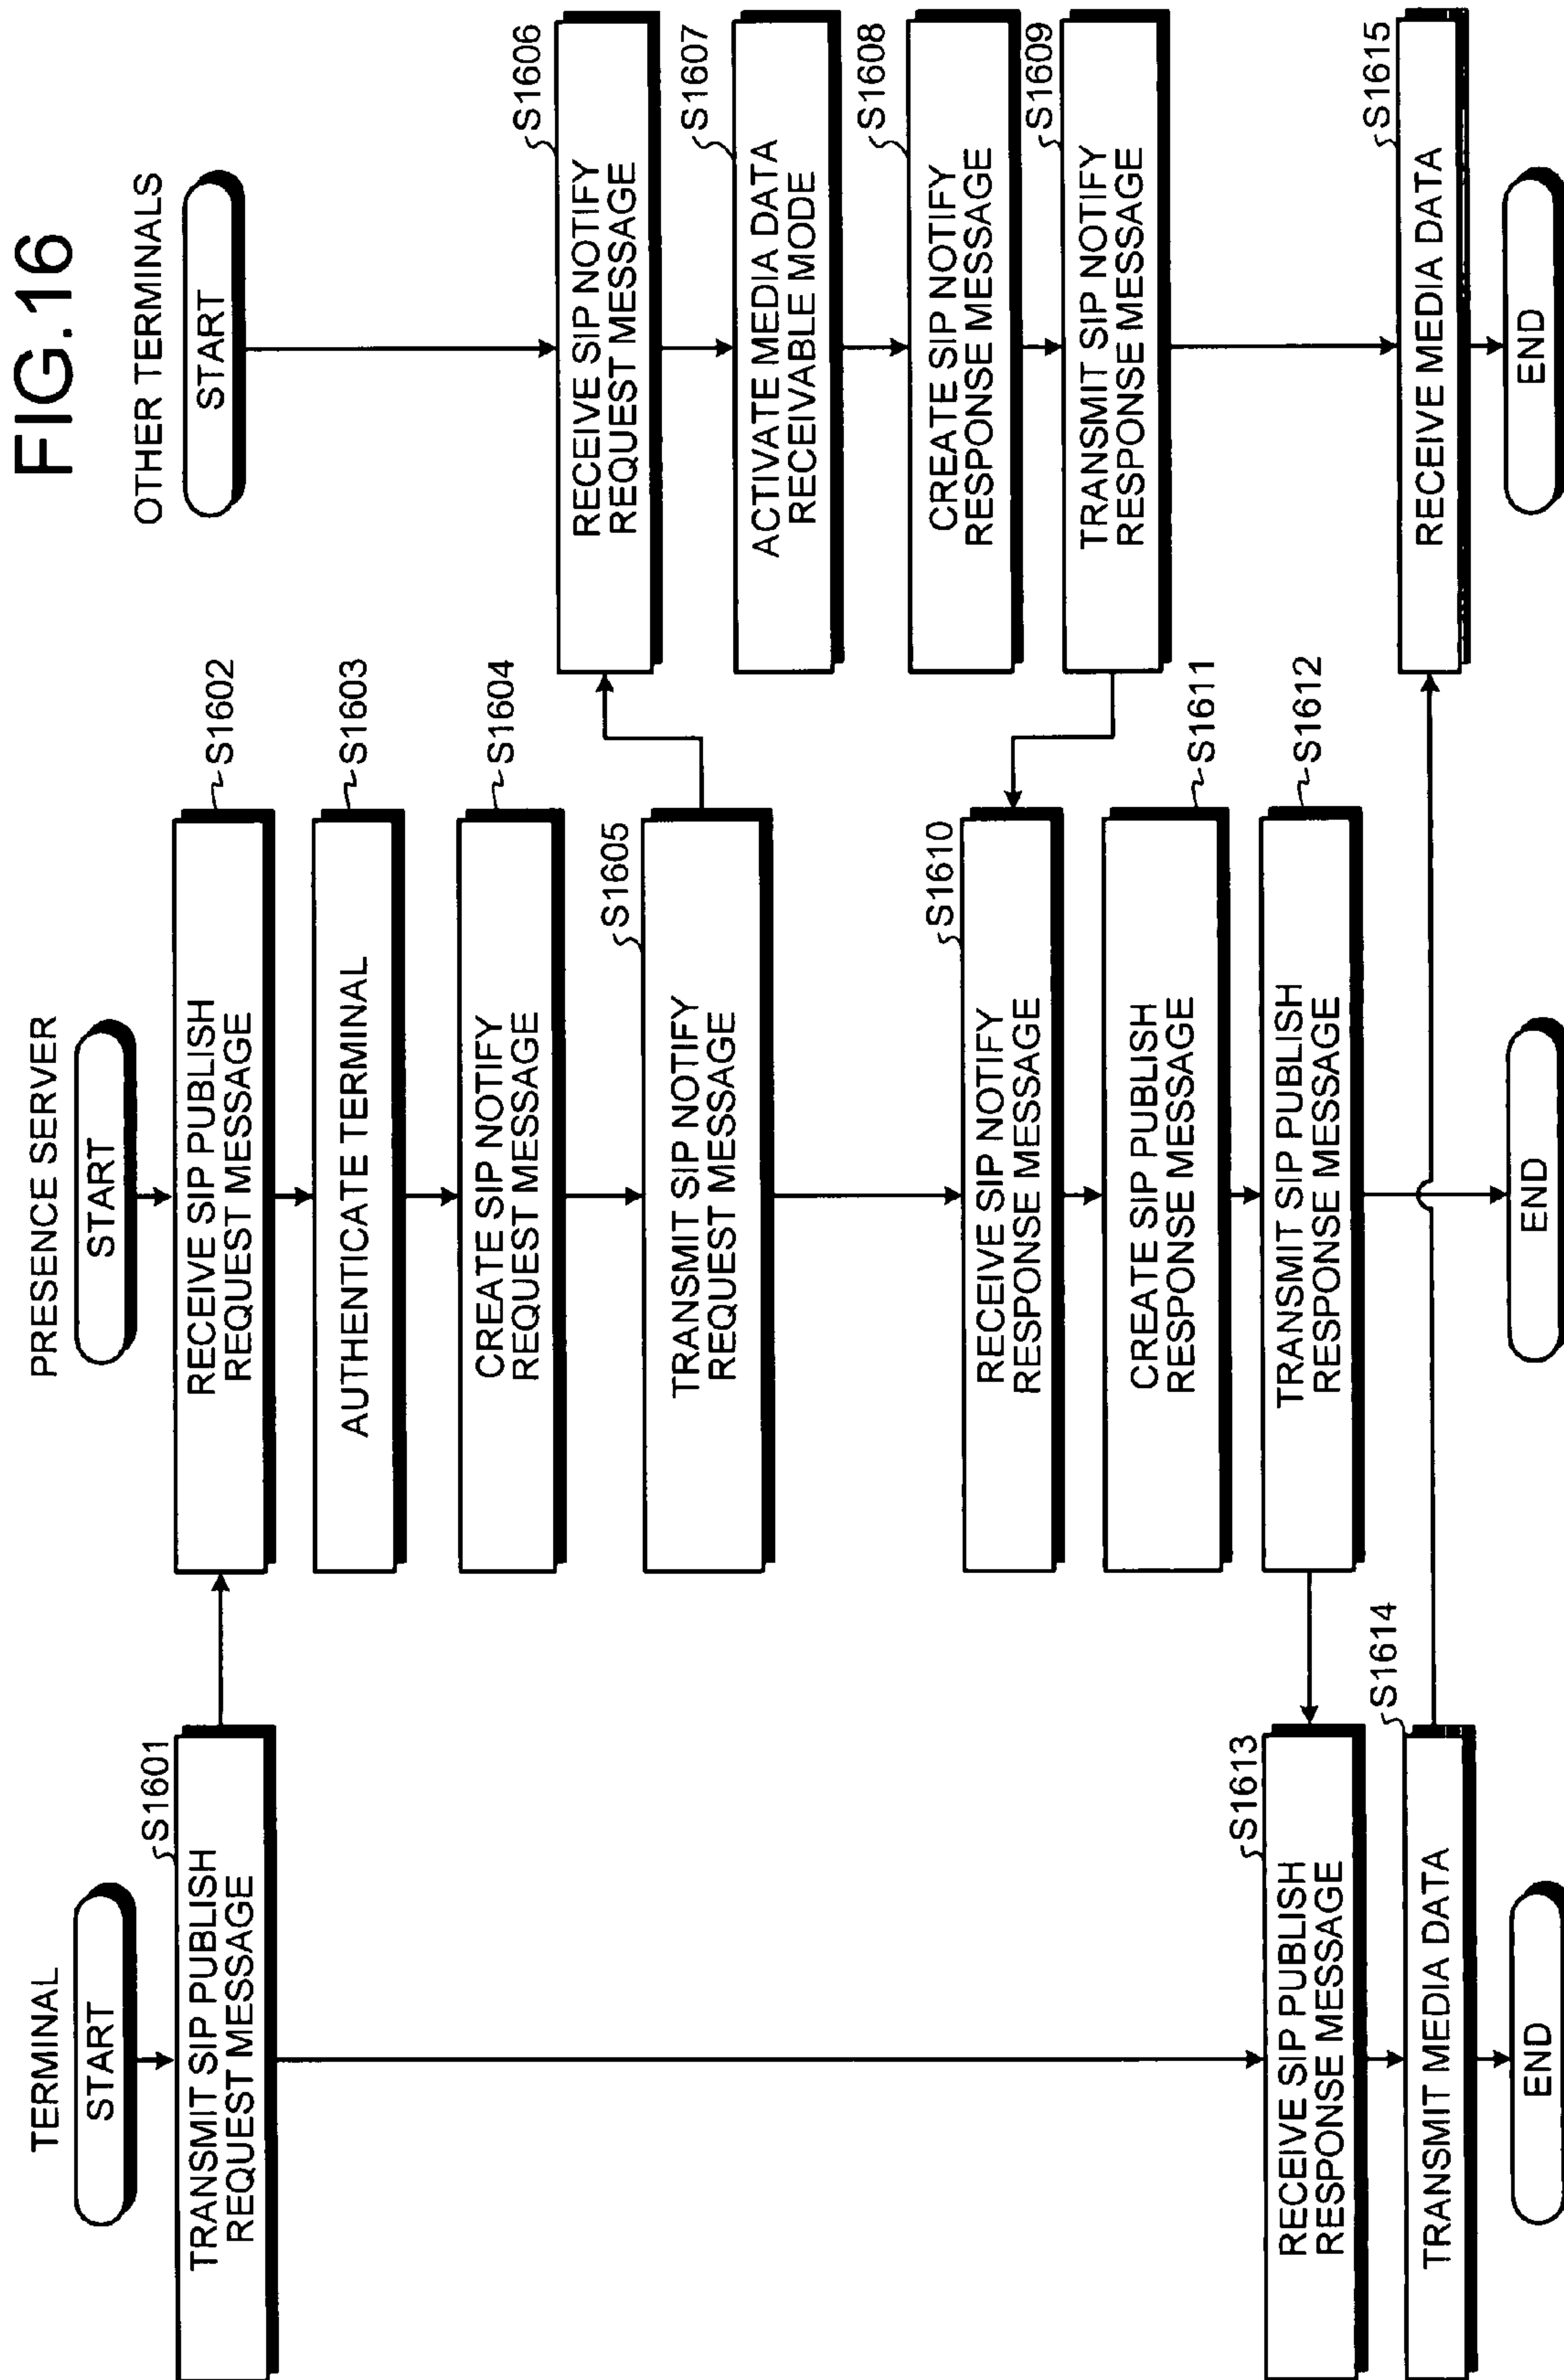 FIG.16
TERMINAL
START
S1601
TRANSMIT SIP PUBLISH
REQUEST MESSAGE
S1613
RECEIVE SIP PUBLISH
RESPONSE MESSAGE
S1614
TRANSMIT MEDIA DATA
END
PRESENCE SERVER
START
S1602
RECEIVE SIP PUBLISH
REQUEST MESSAGE
S1603
AUTHENTICATE TERMINAL
S1604
CREATE SIP NOTIFY
REQUEST MESSAGE
S1605
TRANSMIT SIP NOTIFY
REQUEST MESSAGE
S1610
RECEIVE SIP NOTIFY
RESPONSE MESSAGE
S1611
CREATE SIP PUBLISH
RESPONSE MESSAGE
S1612
TRANSMIT SIP PUBLISH
RESPONSE MESSAGE
END
OTHER TERMINALS
START
S1606
RECEIVE SIP NOTIFY
REQUEST MESSAGE
S1607
ACTIVATE MEDIA DATA
RECEIVABLE MODE
S1608
CREATE SIP NOTIFY
RESPONSE MESSAGE
S1609
TRANSMIT SIP NOTIFY
RESPONSE MESSAGE
S1615
RECEIVE MEDIA DATA
END